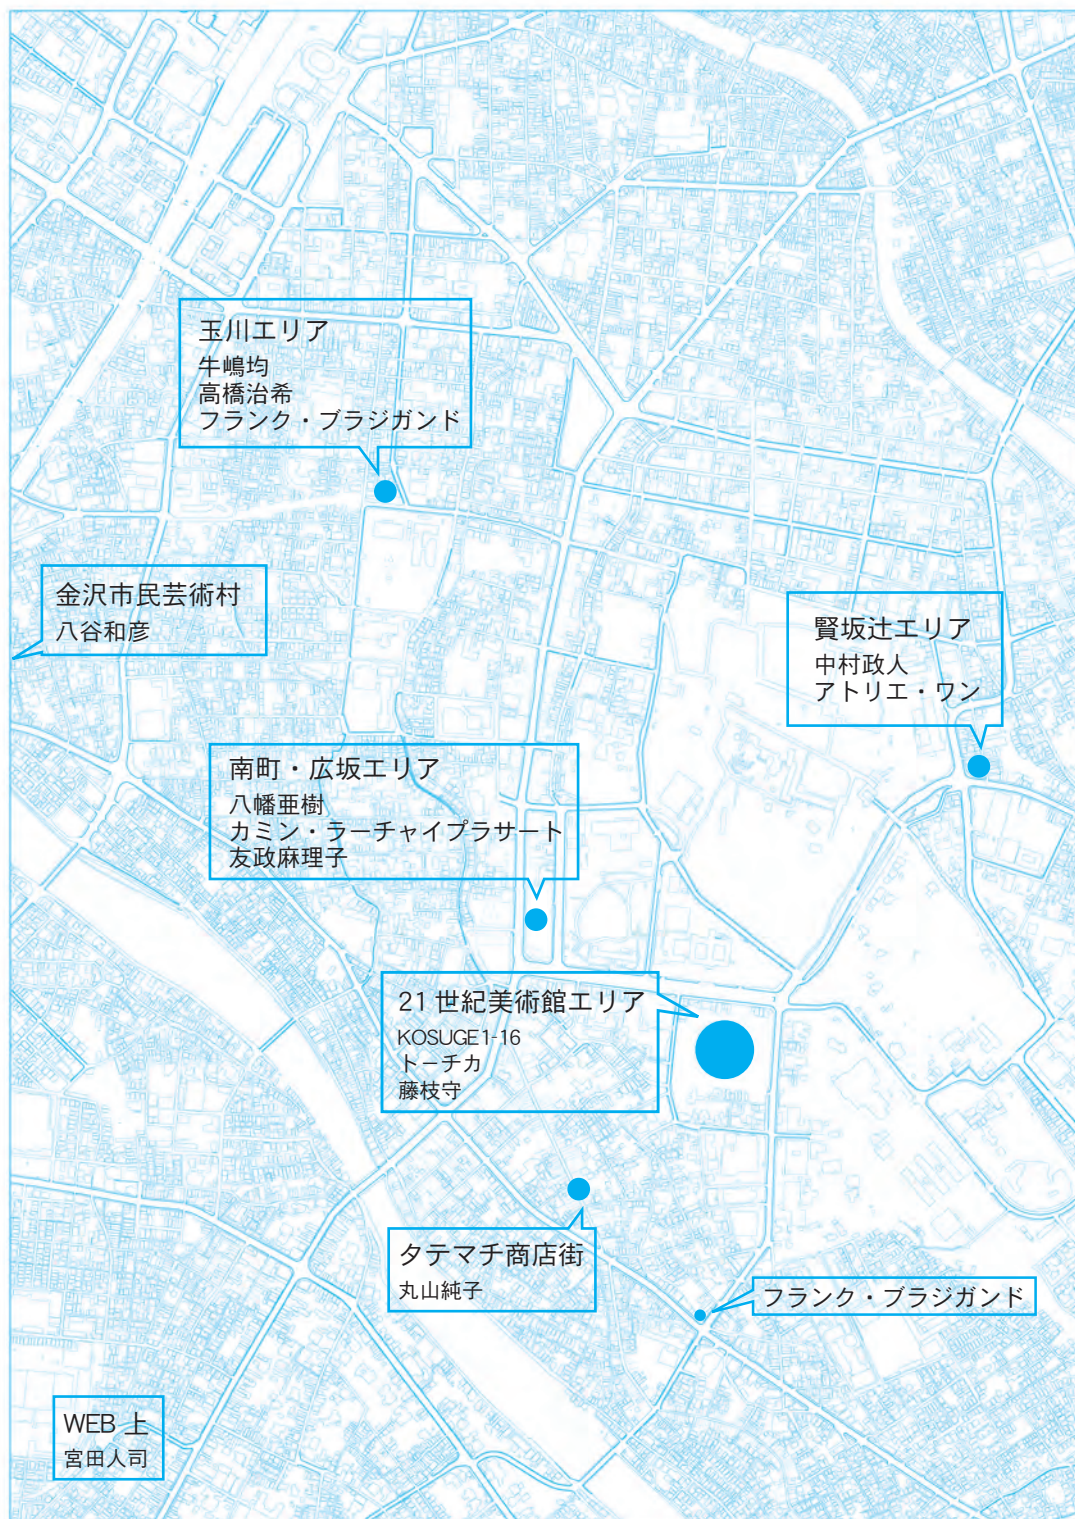 玉川エリア
牛嶋均
高橋治希
フランク・ブラジガンド
金沢市民芸術村
八谷和彦
賢坂辻エリア
中村政人
アトリエ・ワン
南町・広坂エリア
八幡亜樹
カミン・ラーチャイプラサート
友政麻理子
21世紀美術館エリア
KOSUGE1-16
トーチカ
藤枝守
タテマチ商店街
丸山純子
フランク・ブラジガンド
WEB 上
宮田人司